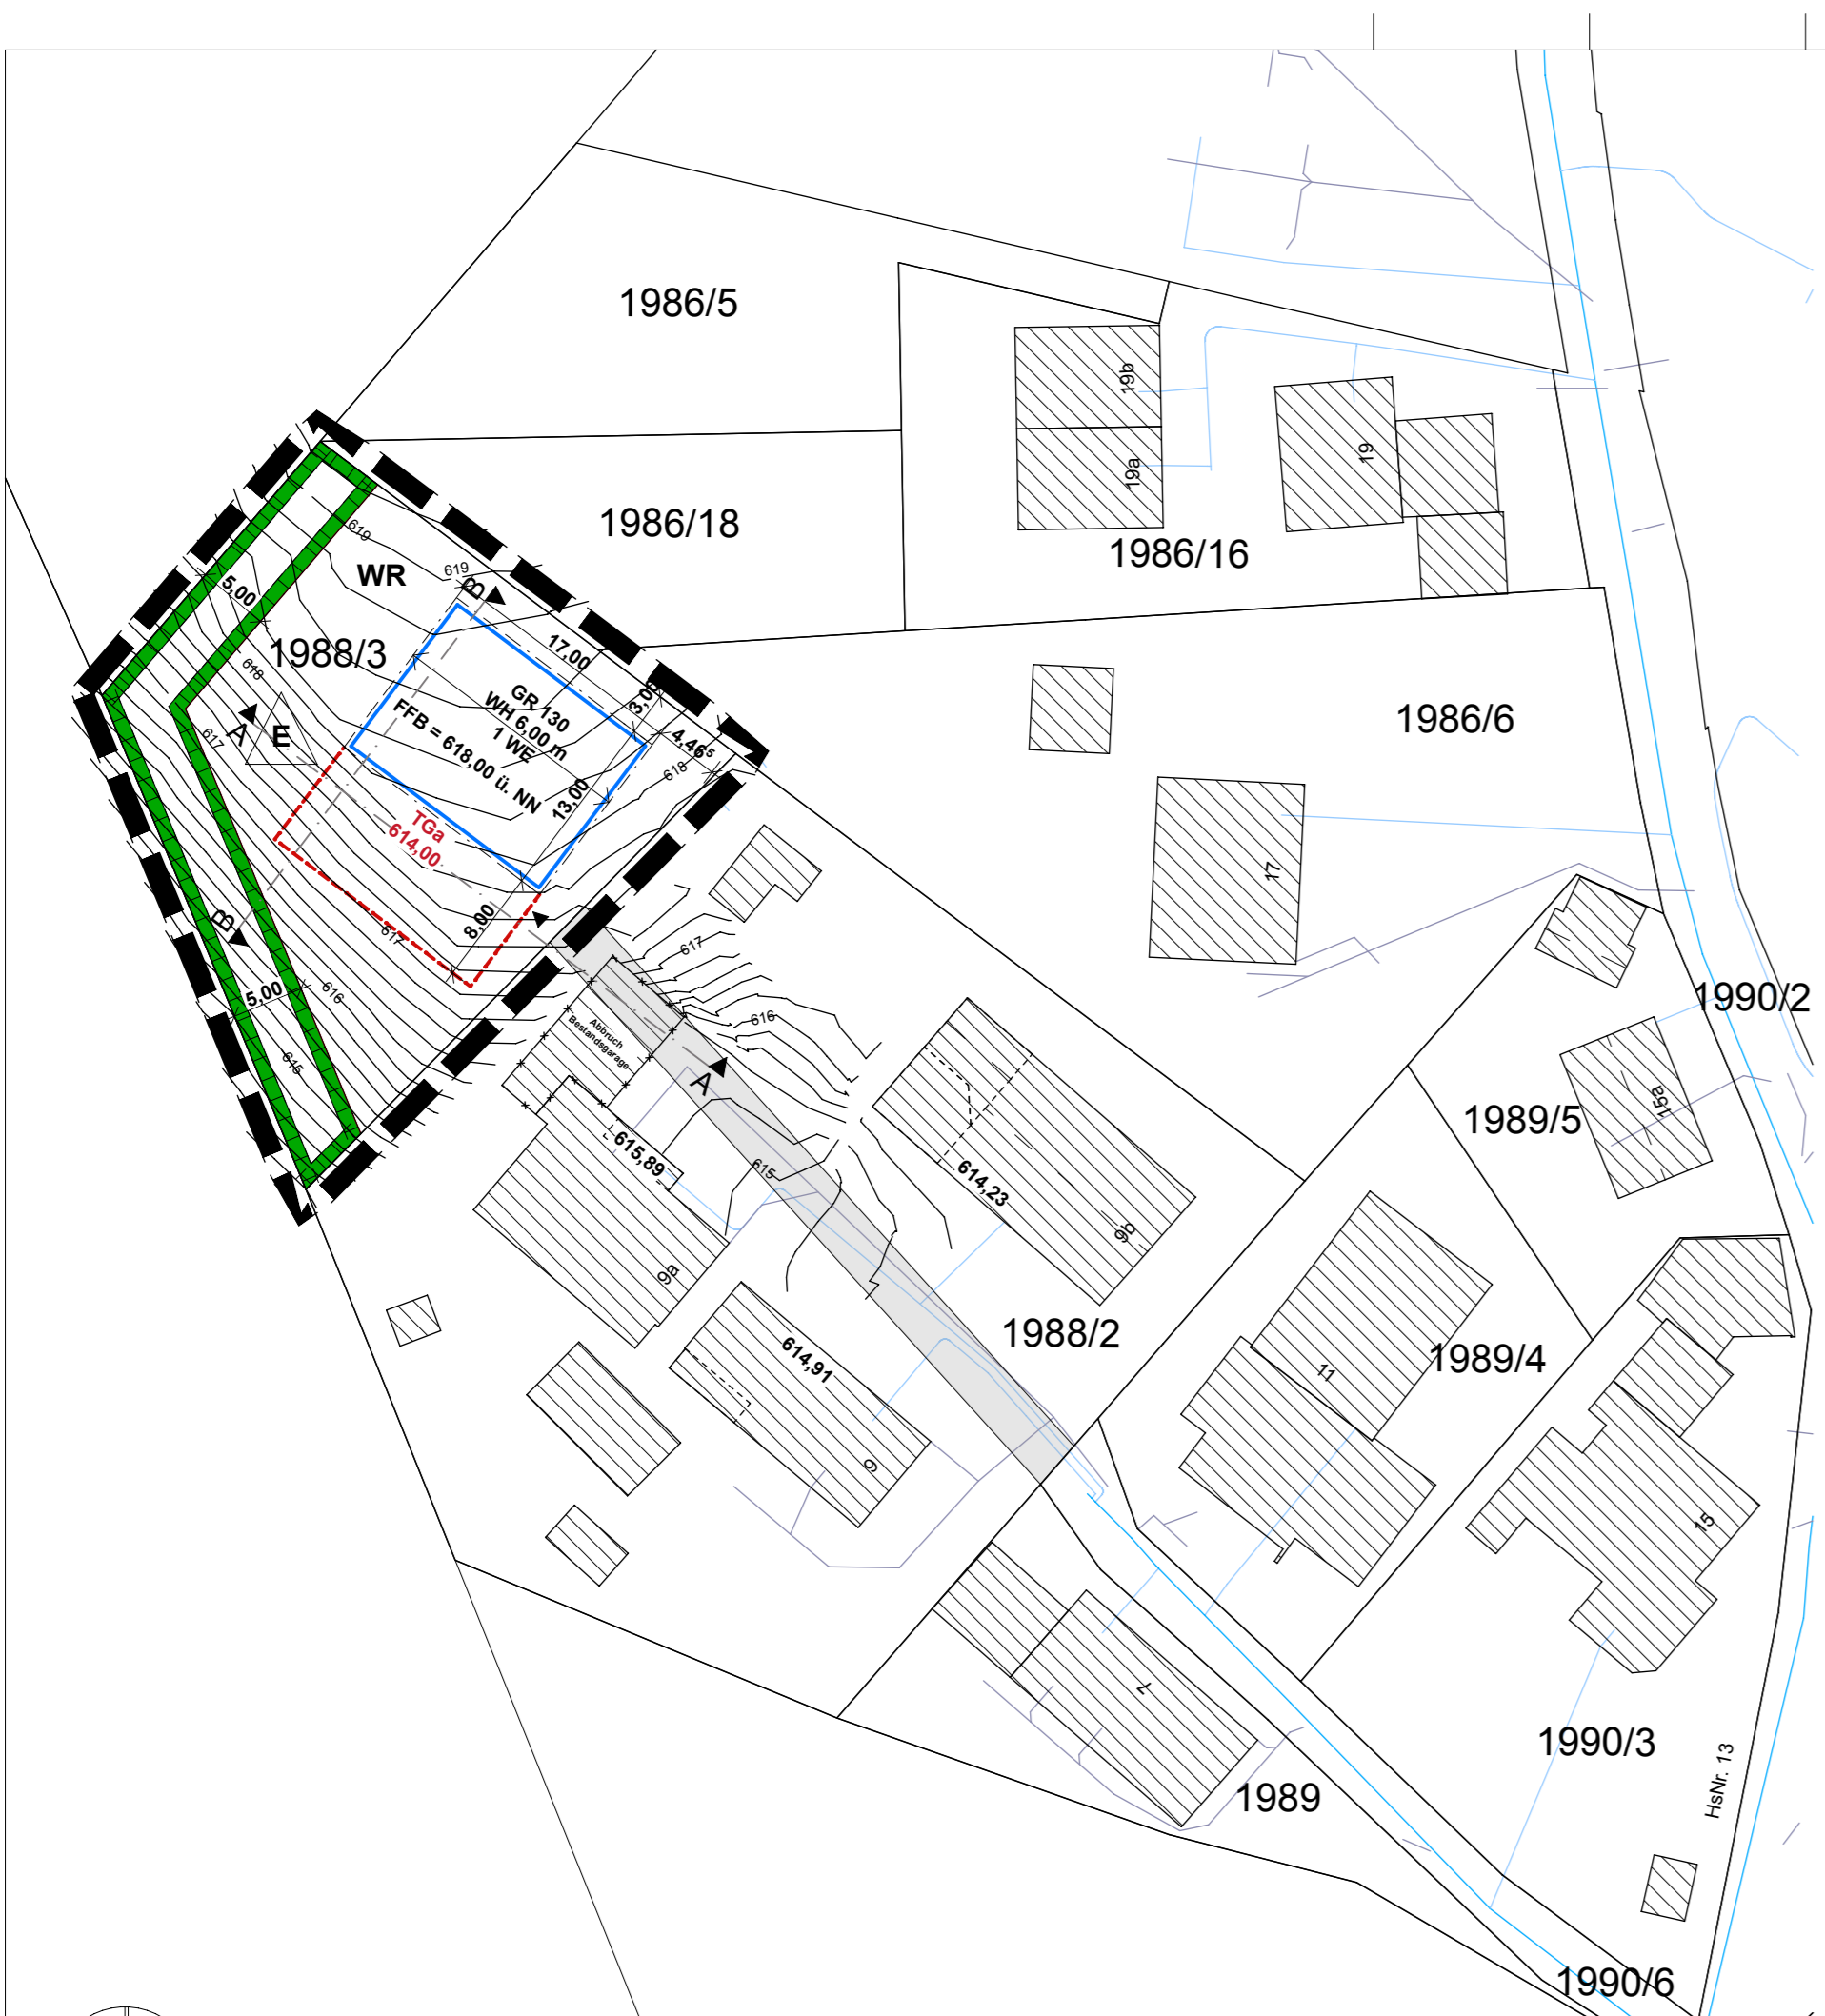 1986/5
19b
19a
19
1986/18
1986/16
619
619
WR
B
5,00
1988/3
17,00
618
3,00
GR 130
WH 6,00 m
1 WE
FFB = 618,00 ü. NN
4,46⁵
618
13,00
A
E
617
1986/6
TGa
614,00
17
B
8,00
617
617
5,00
616
616
1990/2
Abbruch
Bestandsgarage
A
615
1989/5
15a
615,89
615
614,23
9b
9a
1988/2
614,91
9
11
1989/4
15
7
1990/3
1989
HsNr. 13
1990/6